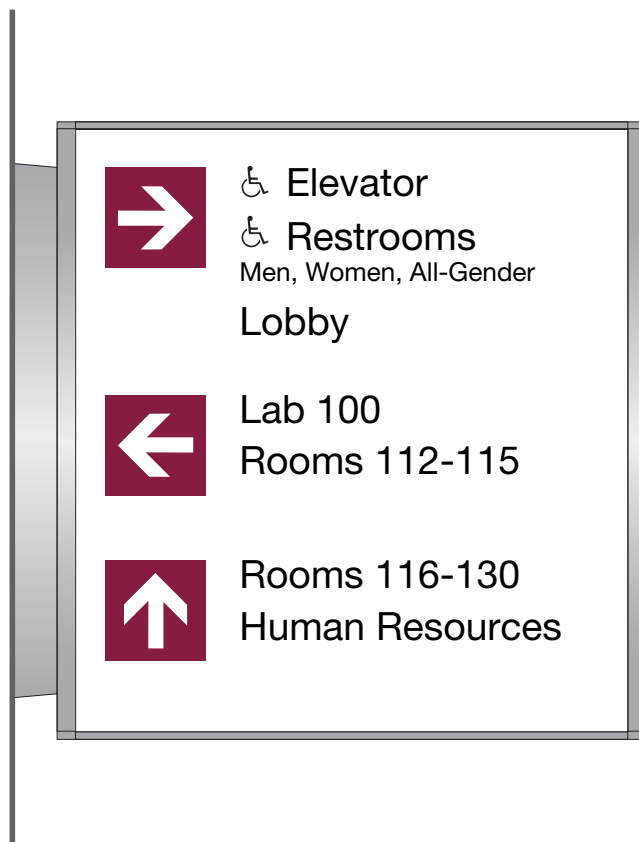 Elevator
Restrooms
Men, Women, All-Gender
Lobby
Lab 100
Rooms 112-115
Rooms 116-130
Human Resources